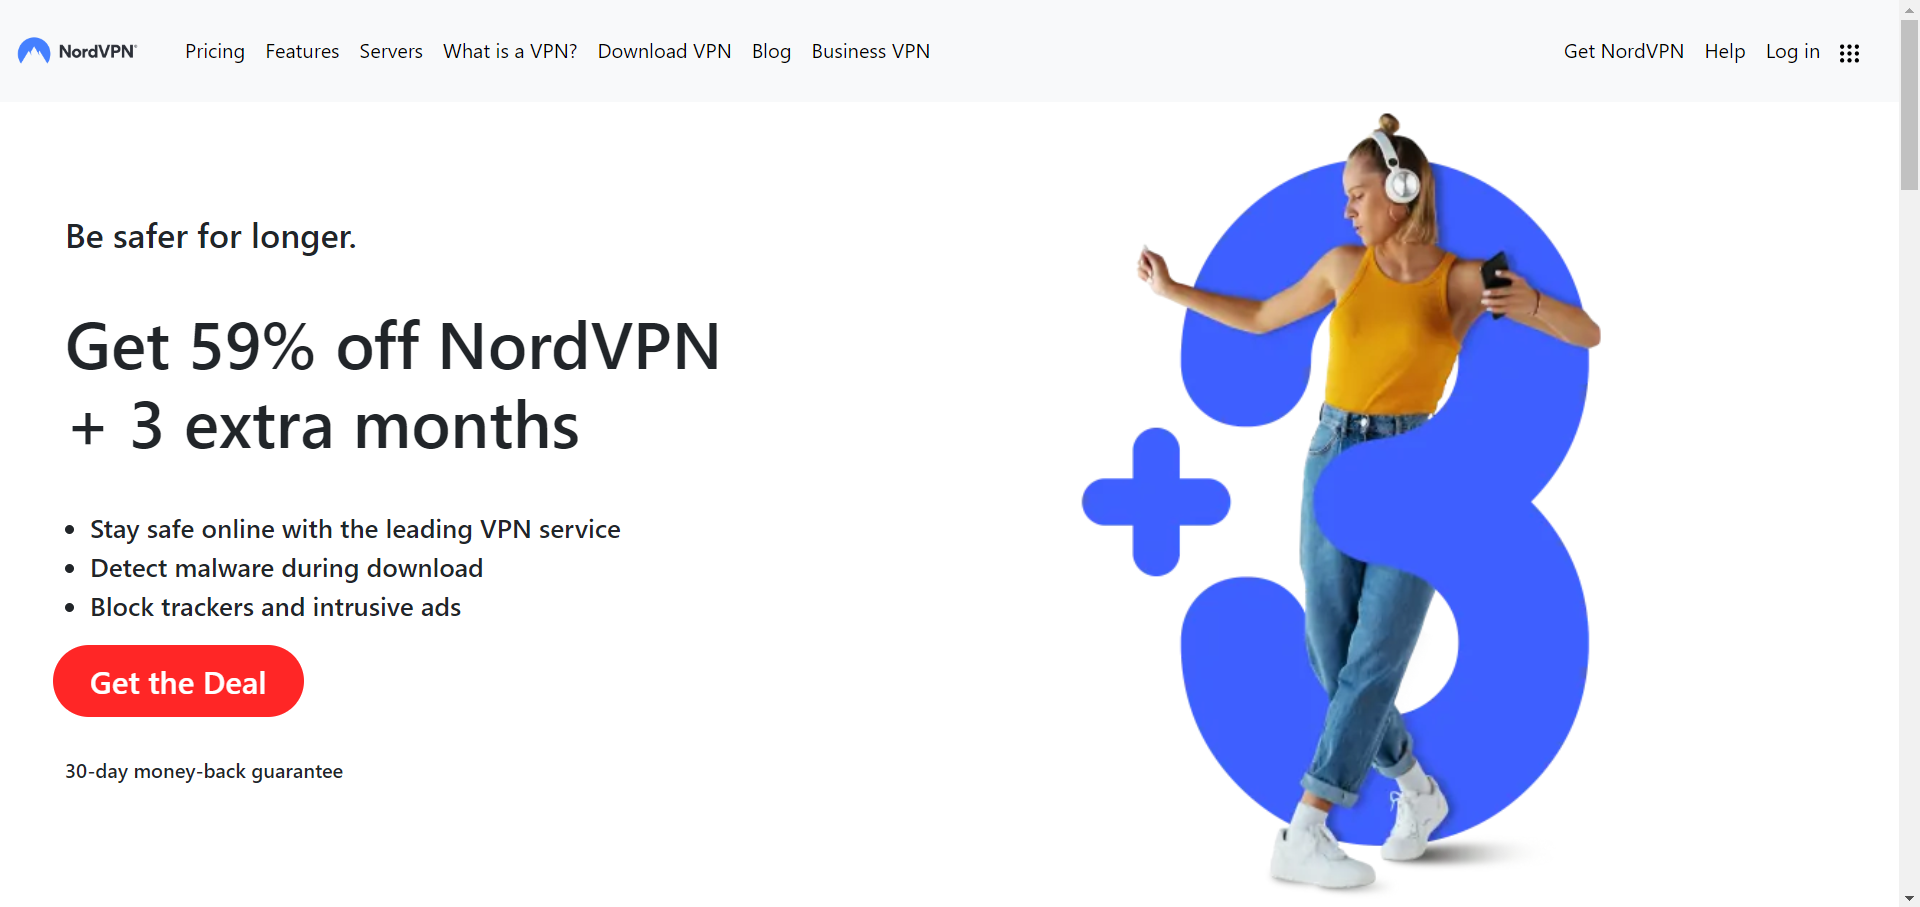 NordVPN®
Pricing Features Servers What is a VPN? Download VPN Blog Business VPN
Get NordVPN Help Log in
Be safer for longer.
Get 59% off NordVPN
+ 3 extra months
• Stay safe online with the leading VPN service
• Detect malware during download
• Block trackers and intrusive ads
Get the Deal
30-day money-back guarantee
+3